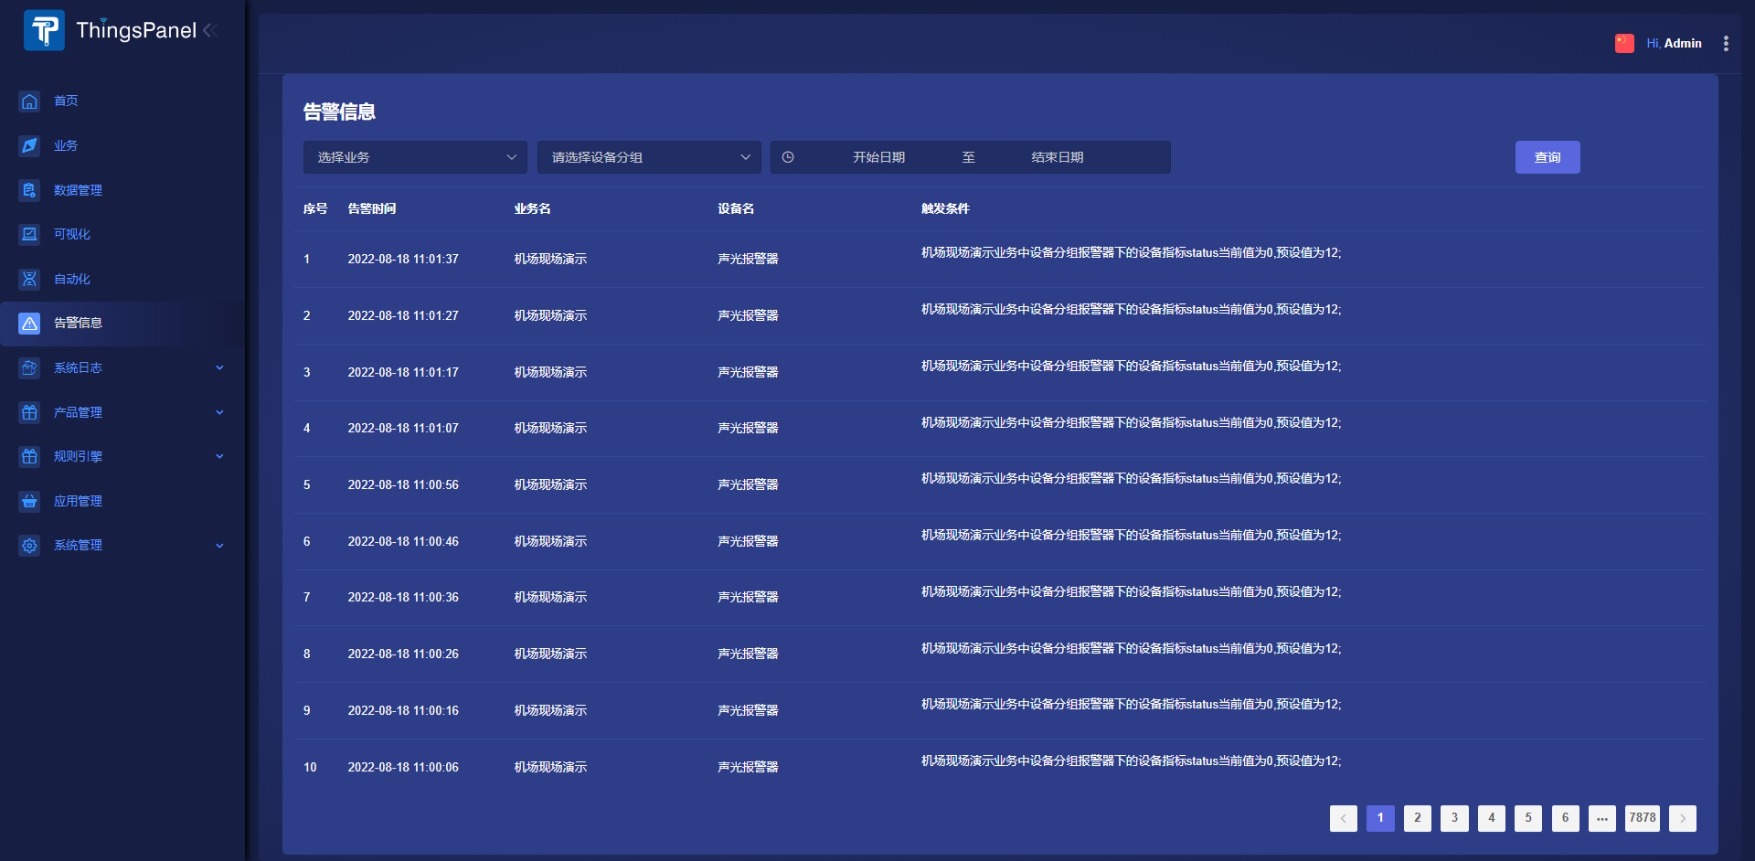 ThingsPanel
Hi, Admin
首页
业务
数据管理
可视化
自动化
告警信息
系统日志
产品管理
规则引擎
应用管理
系统管理
告警信息
选择业务 请选择设备分组 开始日期 至 结束日期 查询
序号 告警时间 业务名 设备名 触发条件
1 2022-08-18 11:01:37 机场现场演示 声光报警器 机场现场演示业务中设备分组报警器下的设备指标status当前值为0,预设值为12;
2 2022-08-18 11:01:27 机场现场演示 声光报警器 机场现场演示业务中设备分组报警器下的设备指标status当前值为0,预设值为12;
3 2022-08-18 11:01:17 机场现场演示 声光报警器 机场现场演示业务中设备分组报警器下的设备指标status当前值为0,预设值为12;
4 2022-08-18 11:01:07 机场现场演示 声光报警器 机场现场演示业务中设备分组报警器下的设备指标status当前值为0,预设值为12;
5 2022-08-18 11:00:56 机场现场演示 声光报警器 机场现场演示业务中设备分组报警器下的设备指标status当前值为0,预设值为12;
6 2022-08-18 11:00:46 机场现场演示 声光报警器 机场现场演示业务中设备分组报警器下的设备指标status当前值为0,预设值为12;
7 2022-08-18 11:00:36 机场现场演示 声光报警器 机场现场演示业务中设备分组报警器下的设备指标status当前值为0,预设值为12;
8 2022-08-18 11:00:26 机场现场演示 声光报警器 机场现场演示业务中设备分组报警器下的设备指标status当前值为0,预设值为12;
9 2022-08-18 11:00:16 机场现场演示 声光报警器 机场现场演示业务中设备分组报警器下的设备指标status当前值为0,预设值为12;
10 2022-08-18 11:00:06 机场现场演示 声光报警器 机场现场演示业务中设备分组报警器下的设备指标status当前值为0,预设值为12;
1 2 3 4 5 6 ... 7878